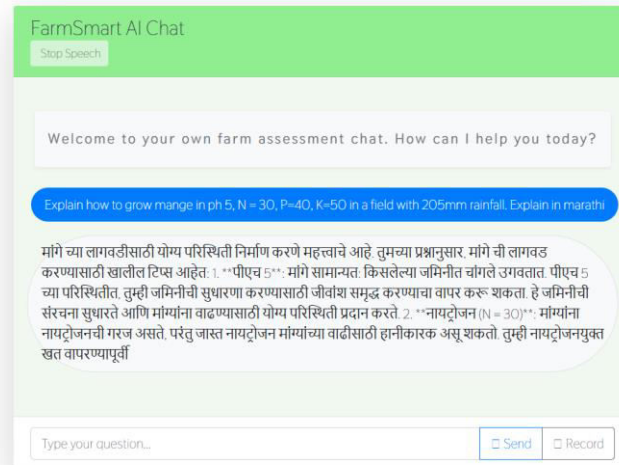 FarmSmart AI Chat
Stop Speech
Welcome to your own farm assessment chat. How can I help you today?
Explain how to grow mange in ph 5, N = 30, P=40, K=50 in a field with 205mm rainfall. Explain in marathi
मांगे च्या लागवडीसाठी योग्य परिस्थिती निर्माण करणे महत्त्वाचे आहे. तुमच्या प्रश्नानुसार, मांगे ची लागवड
करण्यासाठी खालील टिप्स आहेत: 1. **पीएच 5**: मांगे सामान्यत: किसलेल्या जमिनीत चांगले उगवतात. पीएच 5
च्या परिस्थितीत, तुम्ही जमिनीची सुधारणा करण्यासाठी जीवांश समृद्ध करण्याचा वापर करू शकता. हे जमिनीची
संरचना सुधारते आणि मांग्यांना वाढण्यासाठी योग्य परिस्थिती प्रदान करते. 2. **नायट्रोजन (N = 30)**: मांग्यांना
नायट्रोजनची गरज असते, परंतु जास्त नायट्रोजन मांग्यांच्या वाढीसाठी हानीकारक असू शकतो. तुम्ही नायट्रोजनयुक्त
खत वापरण्यापूर्वी
Type your question...
Send
Record